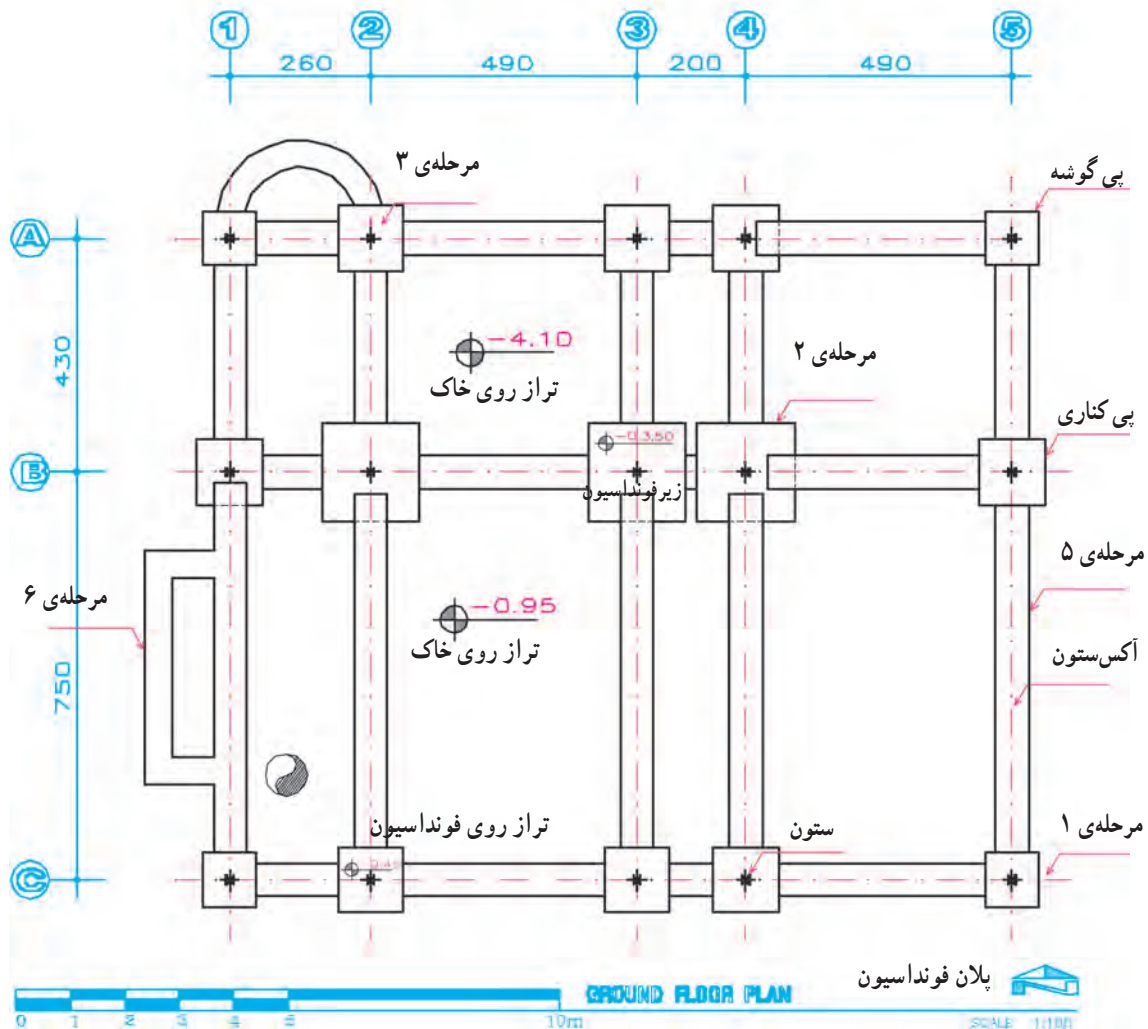 1 2 3 4 5
260 490 200 490
مرحله‌ی ۳
پی گوشه
A
430
-4.10
تراز روی خاک
مرحله‌ی ۲
پی کناری
B
-03.50
زیرفونداسیون
مرحله‌ی ۵
-0.95
تراز روی خاک
مرحله‌ی ۶
آکس‌ستون
750
تراز روی فونداسیون
ستون
مرحله‌ی ۱
C
پلان فونداسیون
GROUND FLOOR PLAN
0 1 2 3 4 5 10m
SCALE 1:100